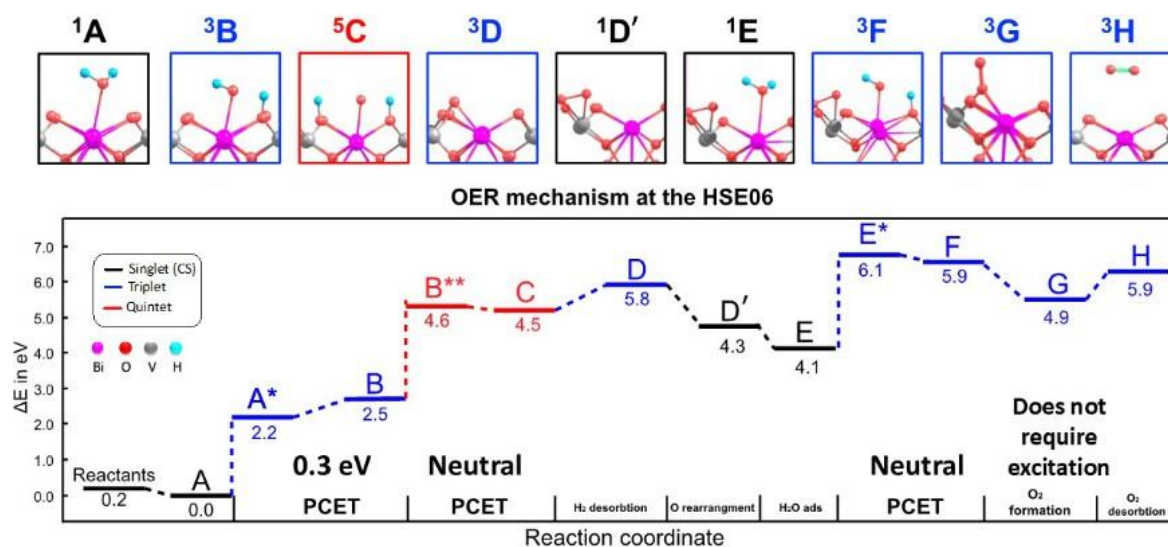 ¹A ³B ⁵C ³D ¹D′ ¹E ³F ³G ³H
OER mechanism at the HSE06
ΔE in eV
7.0
6.0
5.0
4.0
3.0
2.0
1.0
0.0
Singlet (CS)
Triplet
Quintet
Bi O V H
Reactants
0.2
A
0.0
A*
2.2
B
2.5
B**
4.6
C
4.5
D
5.8
D′
4.3
E
4.1
E*
6.1
F
5.9
G
4.9
H
5.9
0.3 eV
Neutral
Neutral
Does not
require
excitation
PCET
PCET
H₂ desorbtion
O rearrangment
H₂O ads
PCET
O₂
formation
O₂
desorbtion
Reaction coordinate